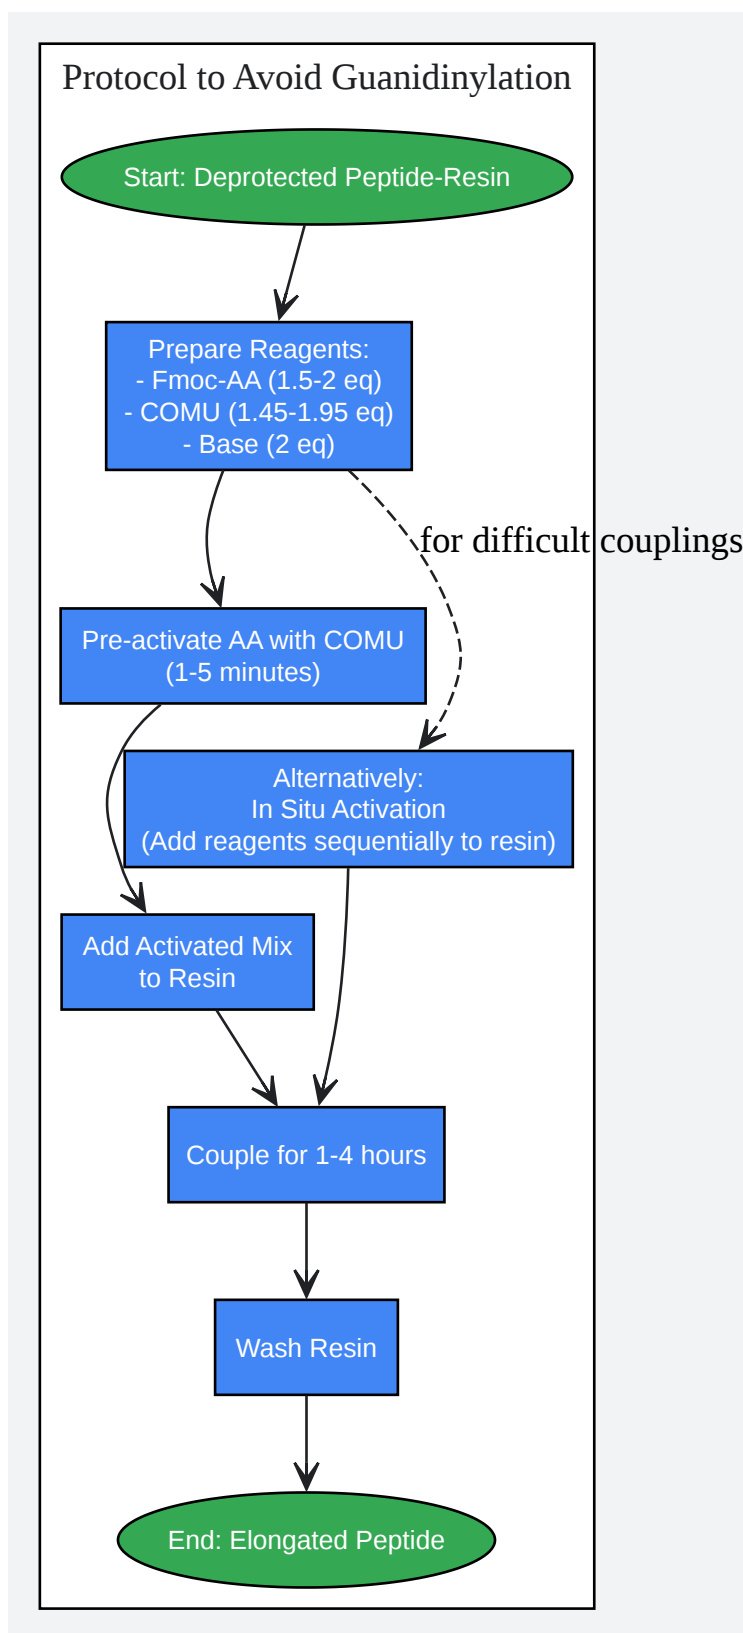 Protocol to Avoid Guanidinylation
Start: Deprotected Peptide-Resin
Prepare Reagents:
- Fmoc-AA (1.5-2 eq)
- COMU (1.45-1.95 eq)
- Base (2 eq)
for difficult couplings
Pre-activate AA with COMU
(1-5 minutes)
Alternatively:
In Situ Activation
(Add reagents sequentially to resin)
Add Activated Mix
to Resin
Couple for 1-4 hours
Wash Resin
End: Elongated Peptide